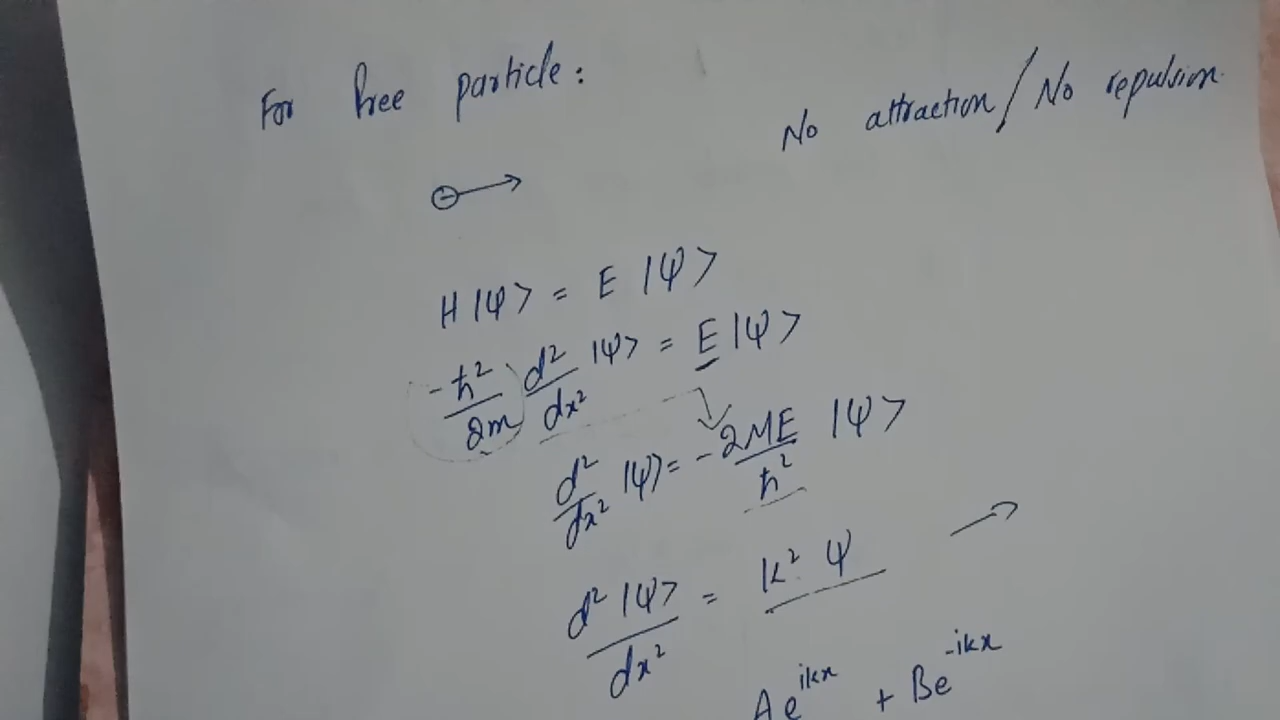 For free particle:
No attraction/No repulsion.
H|ψ> = E |ψ>
-ħ²/2m d²/dx² |ψ> = E|ψ>
d²/dx² |ψ> = -2ME/ħ² |ψ>
d²|ψ>/dx² = k² ψ
Ae^ikx + Be^-ikx